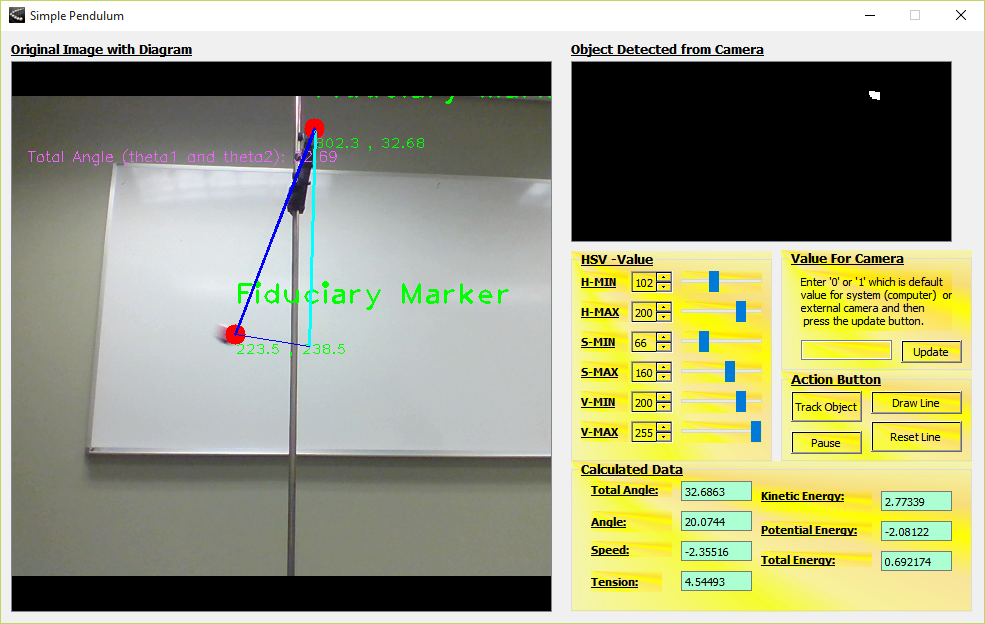 Simple Pendulum
Original Image with Diagram
Fiduciary Marker
302.3 , 32.68
Total Angle (theta1 and theta2): 32.69
Fiduciary Marker
223.5 , 238.5
Object Detected from Camera
HSV -Value
H-MIN 102
H-MAX 200
S-MIN 66
S-MAX 160
V-MIN 200
V-MAX 255
Value For Camera
Enter '0' or '1' which is default
value for system (computer) or
external camera and then
press the update button.
Update
Action Button
Track Object
Draw Line
Pause
Reset Line
Calculated Data
Total Angle: 32.6863
Angle: 20.0744
Speed: -2.35516
Tension: 4.54493
Kinetic Energy: 2.77339
Potential Energy: -2.08122
Total Energy: 0.692174